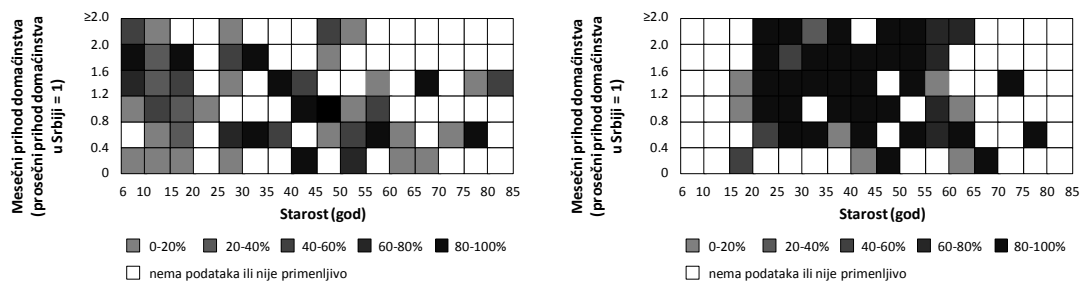 Mesečni prihod domaćinstva
(prosečni prihod domaćinstva
u Srbiji = 1)
≥2.0
2.0
1.6
1.2
0.8
0.4
0
6 10 15 20 25 30 35 40 45 50 55 60 65 70 75 80 85
Starost (god)
0-20% 20-40% 40-60% 60-80% 80-100%
nema podataka ili nije primenljivo
Mesečni prihod domaćinstva
(prosečni prihod domaćinstva
u Srbiji = 1)
≥2.0
2.0
1.6
1.2
0.8
0.4
0
6 10 15 20 25 30 35 40 45 50 55 60 65 70 75 80 85
Starost (god)
0-20% 20-40% 40-60% 60-80% 80-100%
nema podataka ili nije primenljivo